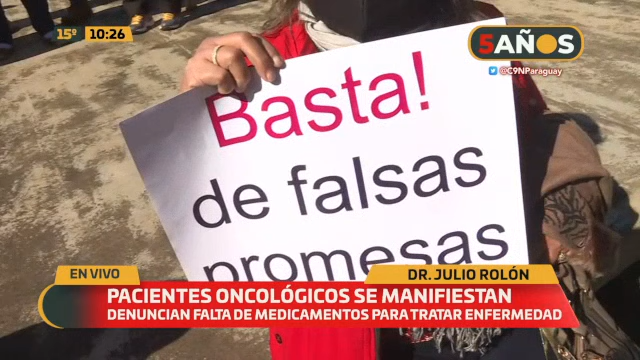 15º 10:26
5AÑOS
@C9NParaguay
Basta!
de falsas
promesas
EN VIVO
DR. JULIO ROLÓN
PACIENTES ONCOLÓGICOS SE MANIFIESTAN
DENUNCIAN FALTA DE MEDICAMENTOS PARA TRATAR ENFERMEDAD